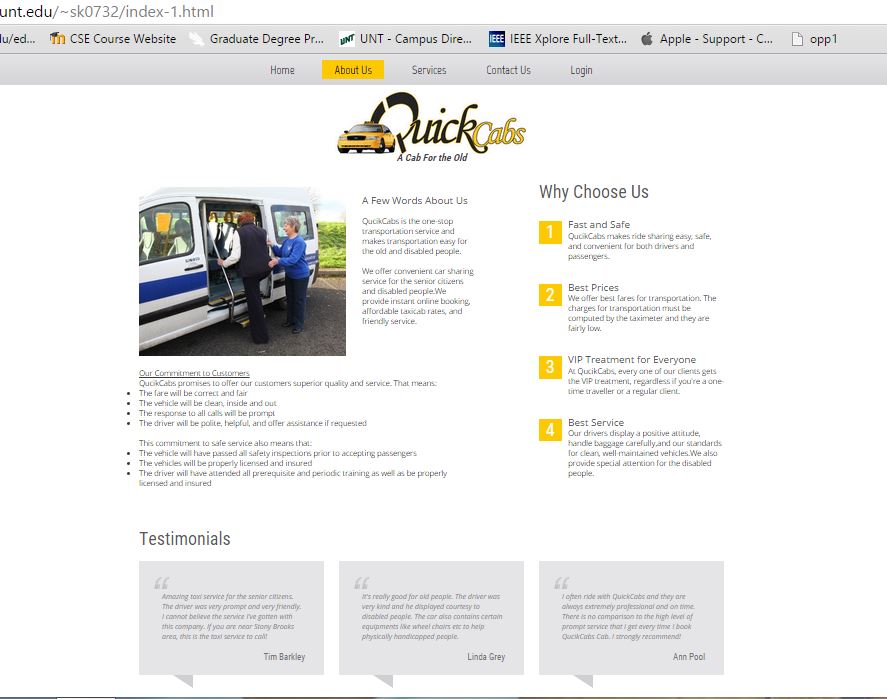 unt.edu/~sk0732/index-1.html
du/ed... CSE Course Website Graduate Degree Pr... UNT - Campus Dire... IEEE Xplore Full-Text... Apple - Support - C... opp1
Home About Us Services Contact Us Login
QuickCabs
A Cab For the Old
A Few Words About Us
QucikCabs is the one-stop
transportation service and
makes transportation easy for
the old and disabled people.
We offer convenient car sharing
service for the senior citizens
and disabled people.We
provide instant online booking,
affordable taxicab rates, and
friendly service.
Our Commitment to Customers
QucikCabs promises to offer our customers superior quality and service. That means:
The fare will be correct and fair
The vehicle will be clean, inside and out
The response to all calls will be prompt
The driver will be polite, helpful, and offer assistance if requested
This commitment to safe service also means that:
The vehicle will have passed all safety inspections prior to accepting passengers
The vehicles will be properly licensed and insured
The driver will have attended all prerequisite and periodic training as well as be properly
licensed and insured
Why Choose Us
1 Fast and Safe
QuickCabs makes ride sharing easy, safe,
and convenient for both drivers and
passengers.
2 Best Prices
We offer best fares for transportation. The
charges for transportation must be
computed by the taximeter and they are
fairly low.
3 VIP Treatment for Everyone
At QucikCabs, every one of our clients gets
the VIP treatment, regardless if you're a one-
time traveller or a regular client.
4 Best Service
Our drivers display a positive attitude,
handle baggage carefully,and our standards
for clean, well-maintained vehicles.We also
provide special attention for the disabled
people.
Testimonials
Amazing taxi service for the senior citizens.
The driver was very prompt and very friendly.
I cannot believe the service I've gotten with
this company. If you are near Stony Brooks
area, this is the taxi service to call!
Tim Barkley
It's really good for old people. The driver was
very kind and he displayed courtesy to
disabled people. The car also contains certain
equipments like wheel chairs etc to help
physically handicapped people.
Linda Grey
I often ride with QuickCabs and they are
always extremely professional and on time.
There is no comparison to the high level of
prompt service that I get every time I book
QucikCabs Cab. I strongly recommend!
Ann Pool